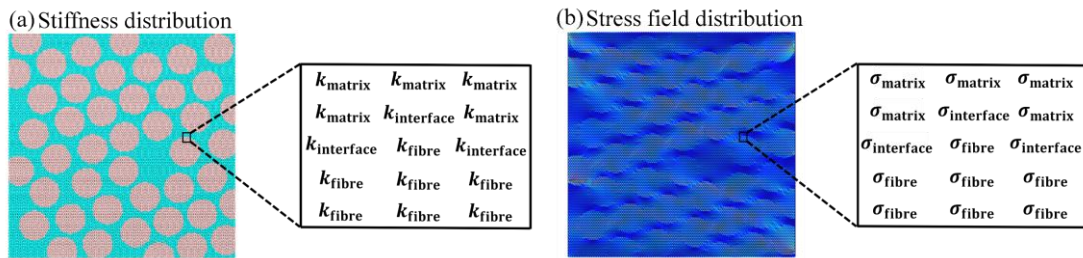 (a) Stiffness distribution
k_matrix k_matrix k_matrix
k_matrix k_interface k_matrix
k_interface k_fibre k_interface
k_fibre k_fibre k_fibre
k_fibre k_fibre k_fibre
(b) Stress field distribution
σ_matrix σ_matrix σ_matrix
σ_matrix σ_interface σ_matrix
σ_interface σ_fibre σ_interface
σ_fibre σ_fibre σ_fibre
σ_fibre σ_fibre σ_fibre